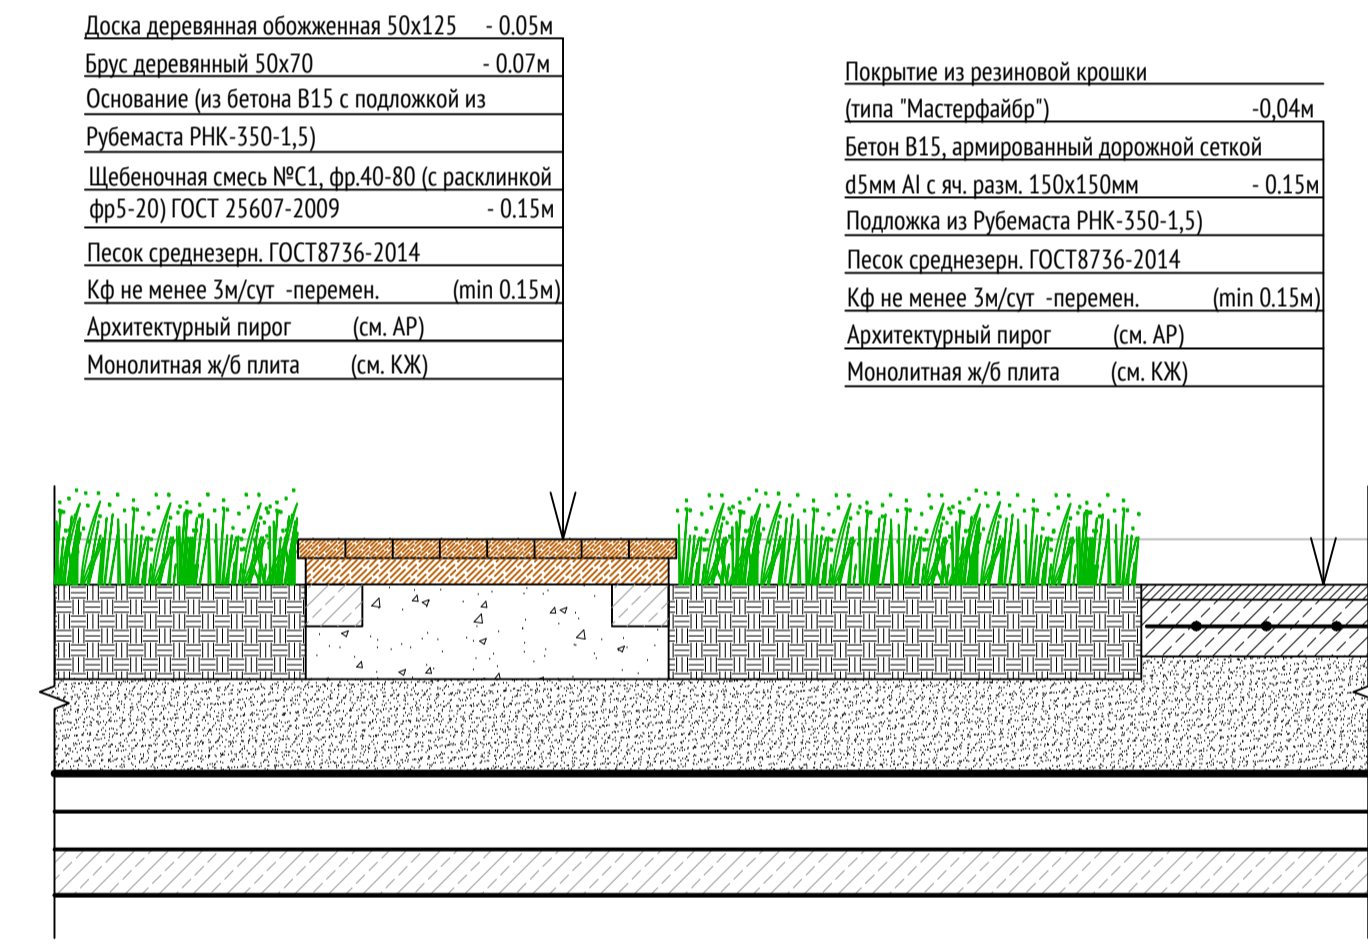 Доска деревянная обожженная 50х125 - 0.05м
Брус деревянный 50х70 - 0.07м
Основание (из бетона В15 с подложкой из
Рубемаста РНК-350-1,5)
Щебеночная смесь №С1, фр.40-80 (с расклинкой
фр5-20) ГОСТ 25607-2009 - 0.15м
Песок среднезерн. ГОСТ8736-2014
Кф не менее 3м/сут -перемен. (min 0.15м)
Архитектурный пирог (см. АР)
Монолитная ж/б плита (см. КЖ)
Покрытие из резиновой крошки
(типа "Мастерфайбр") -0,04м
Бетон В15, армированный дорожной сеткой
d5мм АI с яч. разм. 150х150мм - 0.15м
Подложка из Рубемаста РНК-350-1,5)
Песок среднезерн. ГОСТ8736-2014
Кф не менее 3м/сут -перемен. (min 0.15м)
Архитектурный пирог (см. АР)
Монолитная ж/б плита (см. КЖ)